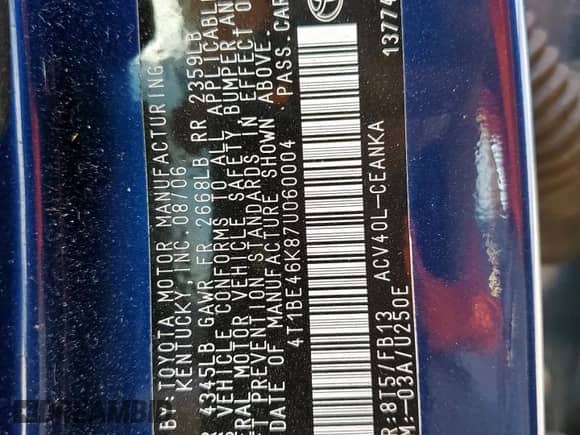 BY:TOYOTA MOTOR MANUFACTURING
KENTUCKY,INC. 08/06
4345LB GAWR FR 2668LB RR 2359LB
VEHICLE CONFORMS TO ALL APPLICABL
RAL MOTOR VEHICLE SAFETY, BUMPER AND
T PREVENTION STANDARDS IN EFFECT O
DATE OF MANUFACTURE SHOWN ABOVE.
4T1BE46K87U060004 PASS.CAR
ACV40L-CEANKA 13774
R:8T5/FB13
M:-03A/U250E